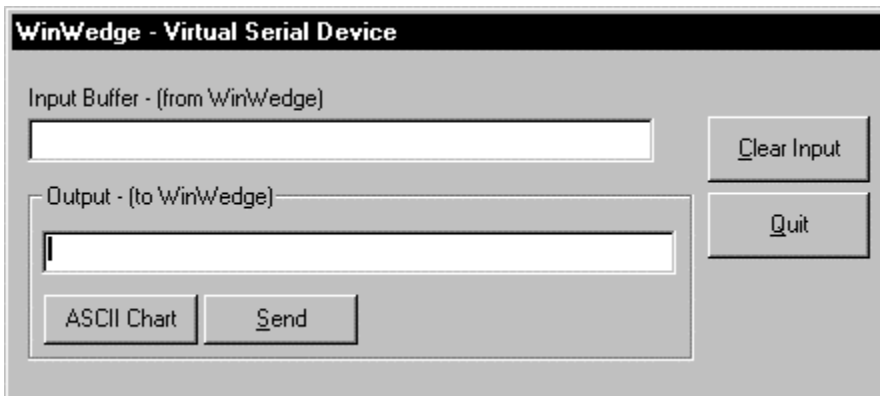 WinWedge - Virtual Serial Device
Input Buffer - (from WinWedge)
Clear Input
Output - (to WinWedge)
Quit
ASCII Chart
Send